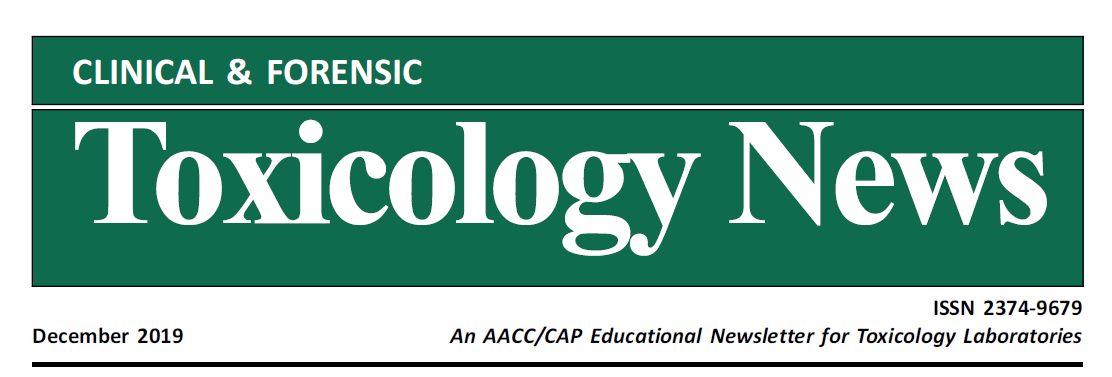 CLINICAL & FORENSIC
Toxicology News
ISSN 2374-9679
December 2019 An AACC/CAP Educational Newsletter for Toxicology Laboratories